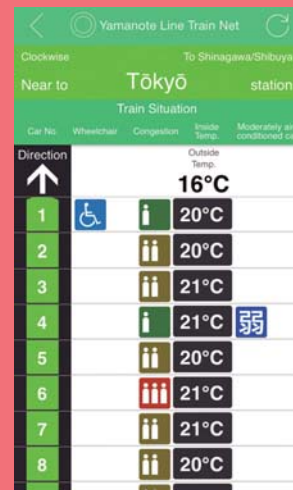 Yamanote Line Train Net
Clockwise To Shinagawa/Shibuya
Near to Tōkyō station
Train Situation
Car No. Wheelchair Congestion Inside Temp. Moderately air conditioned ca
Direction
Outside Temp.
16°C
1 20°C
2 20°C
3 21°C
4 21°C 弱
5 20°C
6 21°C
7 21°C
8 20°C